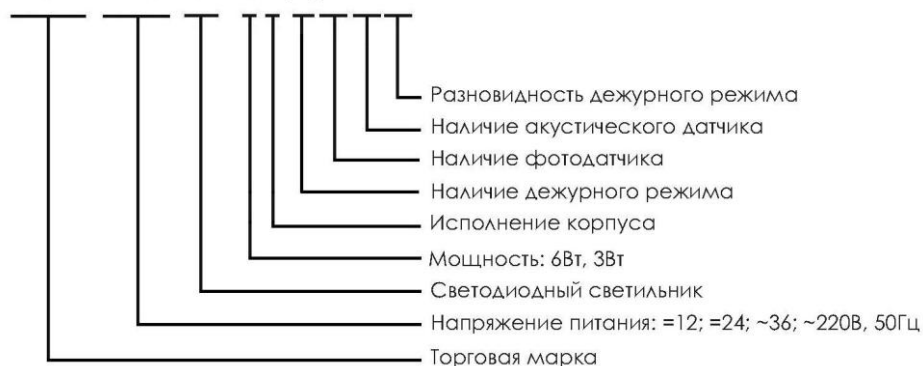 Разновидность дежурного режима
Наличие акустического датчика
Наличие фотодатчика
Наличие дежурного режима
Исполнение корпуса
Мощность: 6Вт, 3Вт
Светодиодный светильник
Напряжение питания: =12; =24; ~36; ~220В, 50Гц
Торговая марка